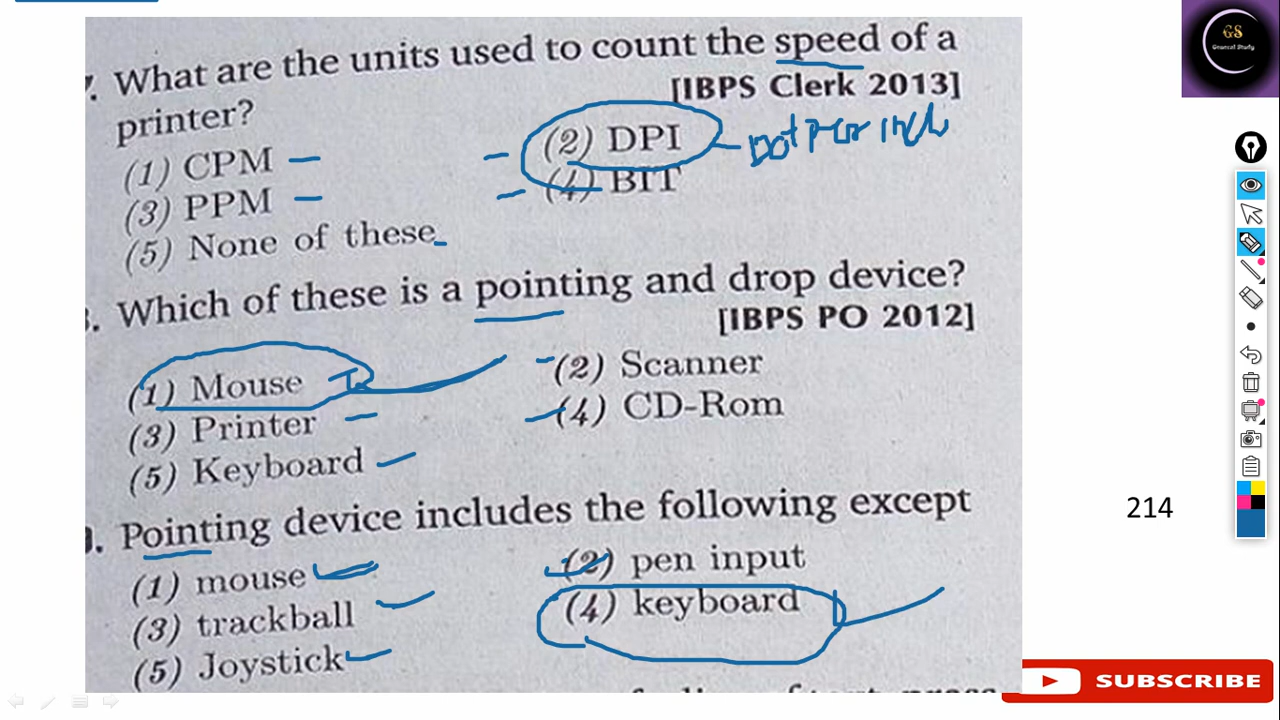 . What are the units used to count the speed of a
printer?
[IBPS Clerk 2013]
(1) CPM
(2) DPI
Dot per inch
(3) PPM
(4) BIT
(5) None of these
. Which of these is a pointing and drop device?
[IBPS PO 2012]
(1) Mouse
(2) Scanner
(3) Printer
(4) CD-Rom
(5) Keyboard
. Pointing device includes the following except
(1) mouse
(2) pen input
(3) trackball
(4) keyboard
(5) Joystick
214
GS
General Study
SUBSCRIBE